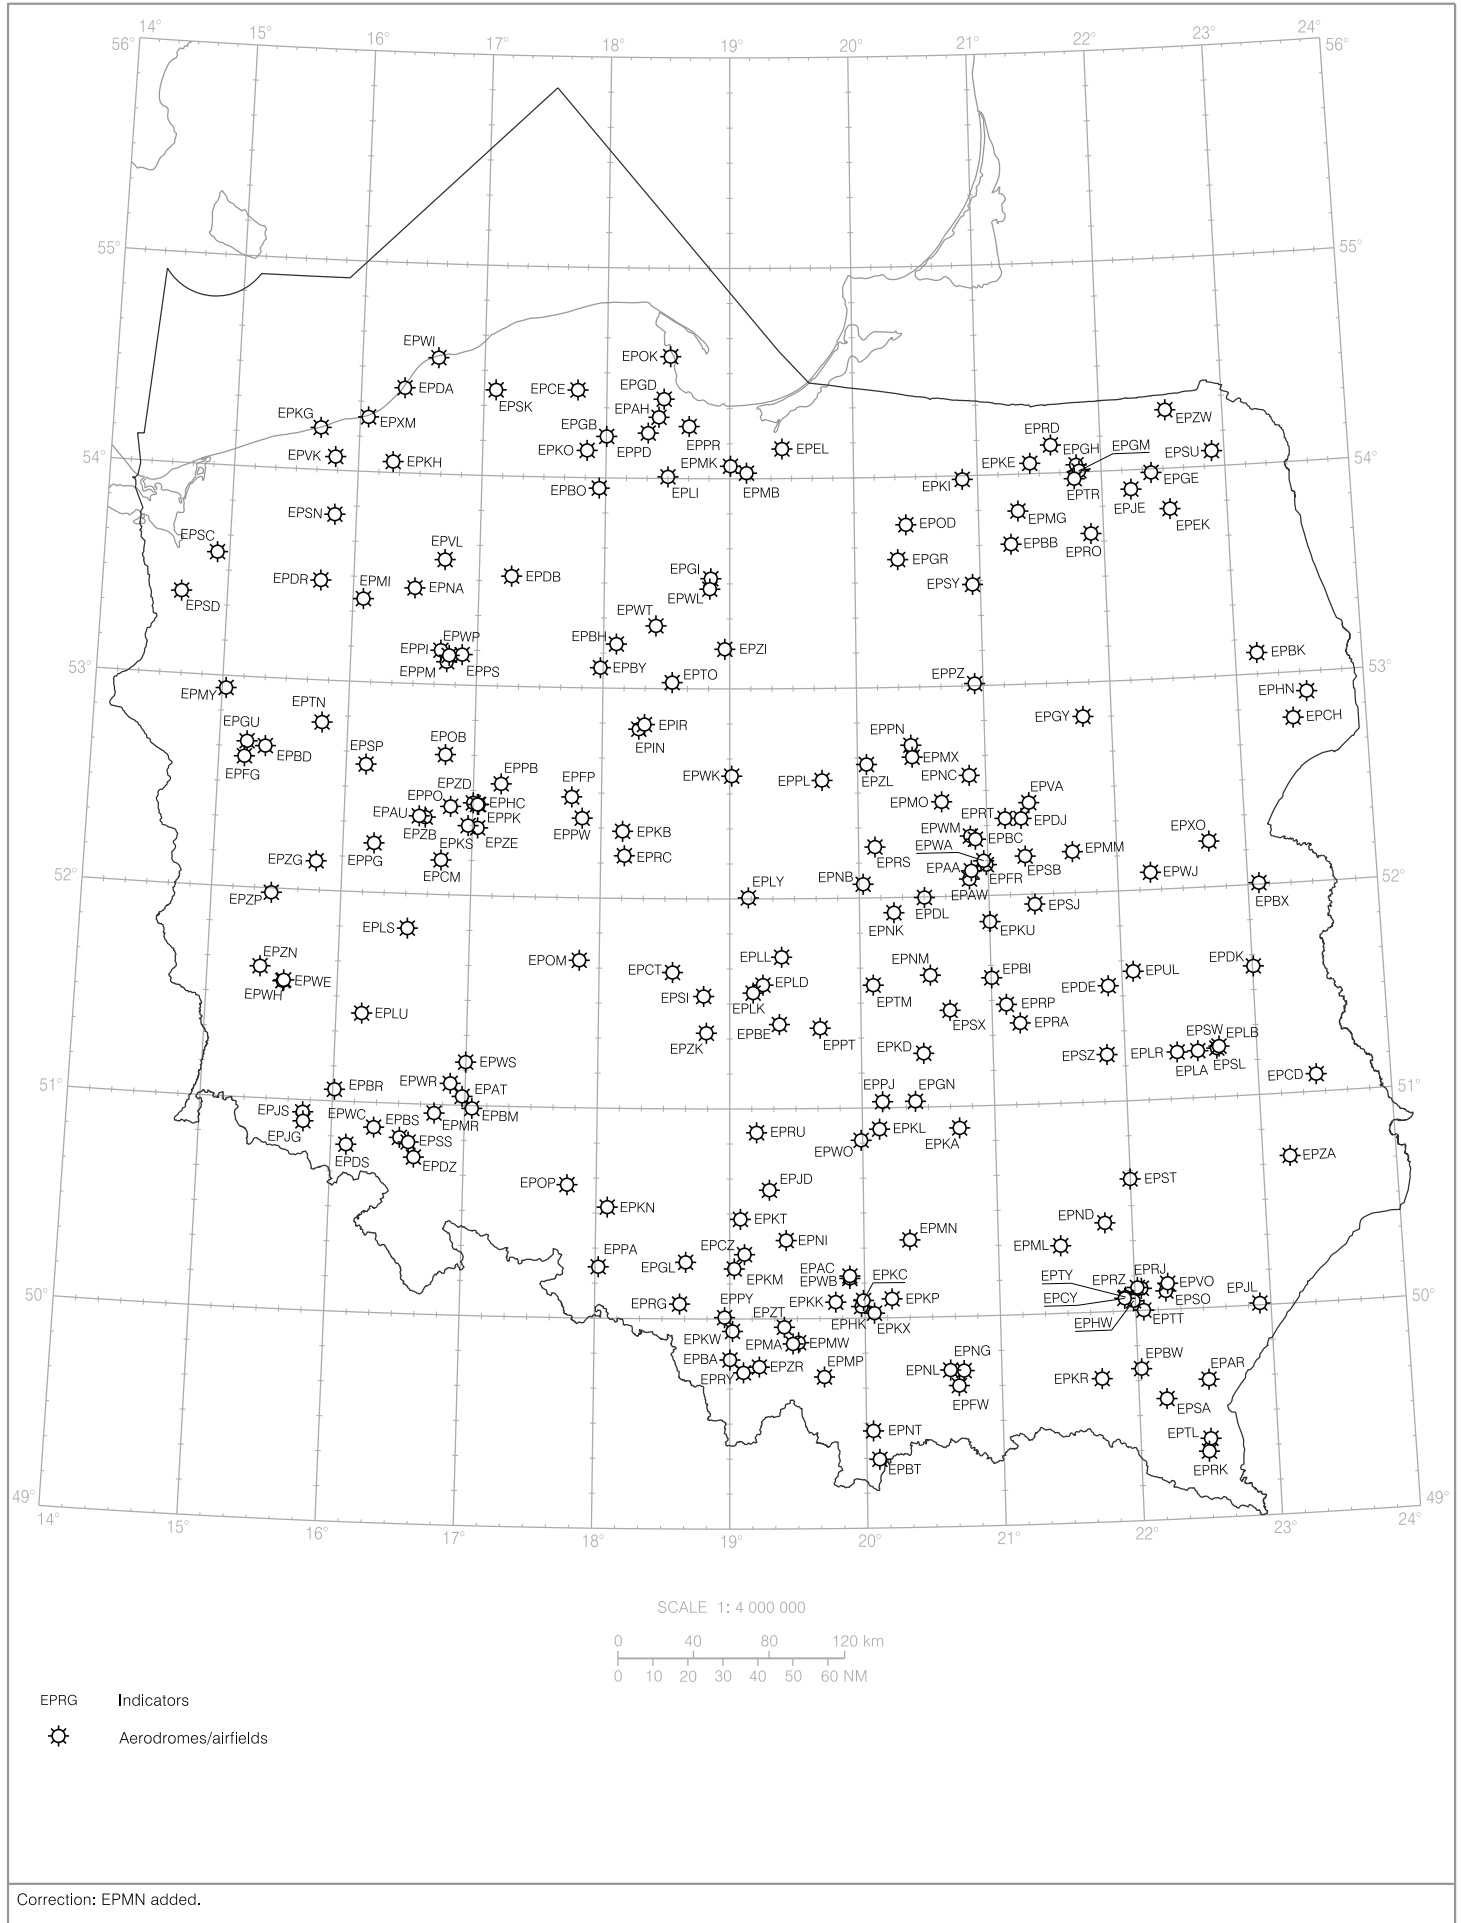 14° 15° 16° 17° 18° 19° 20° 21° 22° 23° 24°
56° 56°
55° 55°
EPWI
EPOK
EPDA EPSK EPCE EPGD
EPKG EPXM EPGB EPAH EPZW
EPRD EPGH EPGM
EPVK EPKH EPKO EPPD EPPR EPEL EPKE EPSU
54° EPMK 54°
EPBO EPLI EPMB EPKI EPTR EPJE EPGE
EPSN EPOD EPMG EPEK
EPSC EPVL EPGR EPBB EPRO
EPDR EPMI EPNA EPDB EPGI EPSY
EPSD EPWL
EPWT
EPPI EPWP EPBH EPZI EPBK
53° EPPM EPPS EPBY EPTO EPPZ 53°
EPMY EPHN
EPTN EPIR EPGY EPCH
EPGU EPOB EPIN EPPN
EPFG EPBD EPSP EPMX
EPZD EPPB EPFP EPWK EPPL EPZL EPNC
EPPO EPHC EPMO EPVA
EPAU EPPK EPPW EPRT EPDJ
EPZB EPKS EPZE EPKB EPWM EPBC EPXO
EPZG EPPG EPRC EPRS EPWA EPMM
EPCM EPAA EPFR EPSB EPWJ
52° EPLY EPNB EPAW 52°
EPZP EPDL EPSJ EPBX
EPLS EPNK EPKU
EPZN EPOM EPCT EPLL EPNM EPBI EPUL EPDK
EPWH EPWE EPSI EPLD EPTM EPDE
EPLK
EPLU EPBE EPSX EPRP
EPZK EPPT EPRA
EPKD EPSZ EPLR EPSW EPLB
EPWS EPLA EPSL
51° EPBR EPWR EPAT EPPJ EPGN EPCD 51°
EPJS EPWC EPBS EPBM
EPJG EPSS EPMR EPRU EPKL
EPDS EPDZ EPWO EPKA EPZA
EPOP EPJD EPST
EPKN EPKT EPND
EPPA EPCZ EPNI EPMN EPML
EPGL EPKM EPAC EPKC EPTY EPRZ EPRJ
EPWB EPVO
50° EPRG EPPY EPKK EPKP EPCY EPSO EPJL 50°
EPZT EPHK EPKX EPHW EPTT
EPKW EPMA EPMW
EPBA EPZR EPMP EPNL EPNG EPKR EPBW EPAR
EPRY EPFW EPSA
EPNT EPTL
EPBT EPRK
49° 49°
14° 15° 16° 17° 18° 19° 20° 21° 22° 23° 24°
SCALE 1: 4 000 000
0 40 80 120 km
0 10 20 30 40 50 60 NM
EPRG Indicators
Aerodromes/airfields
Correction: EPMN added.